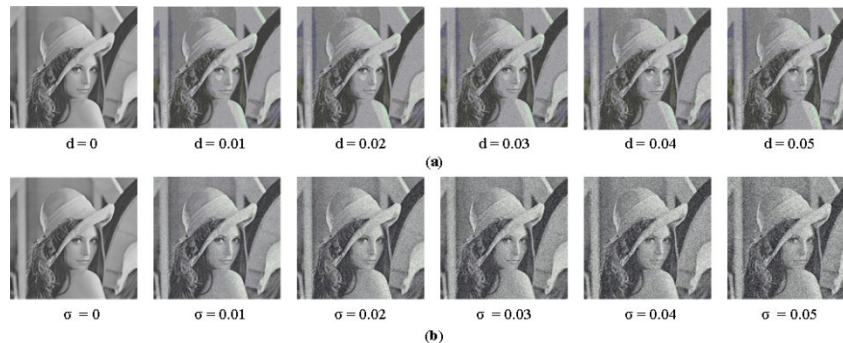 d = 0 d = 0.01 d = 0.02 d = 0.03 d = 0.04 d = 0.05
(a)
σ = 0 σ = 0.01 σ = 0.02 σ = 0.03 σ = 0.04 σ = 0.05
(b)